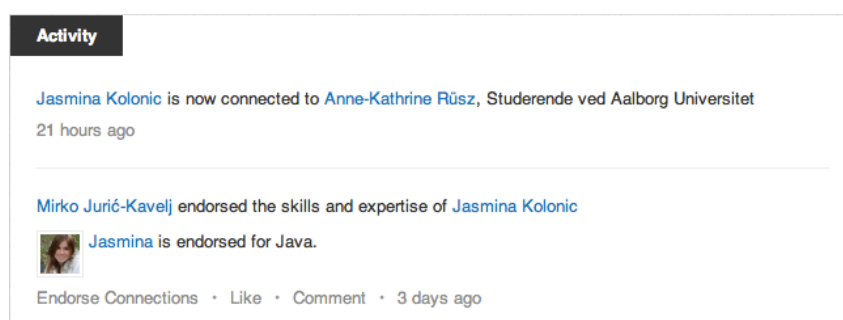 Activity
Jasmina Kolonic is now connected to Anne-Kathrine Rüsz, Studerende ved Aalborg Universitet
21 hours ago
Mirko Jurić-Kavelj endorsed the skills and expertise of Jasmina Kolonic
Jasmina is endorsed for Java.
Endorse Connections · Like · Comment · 3 days ago